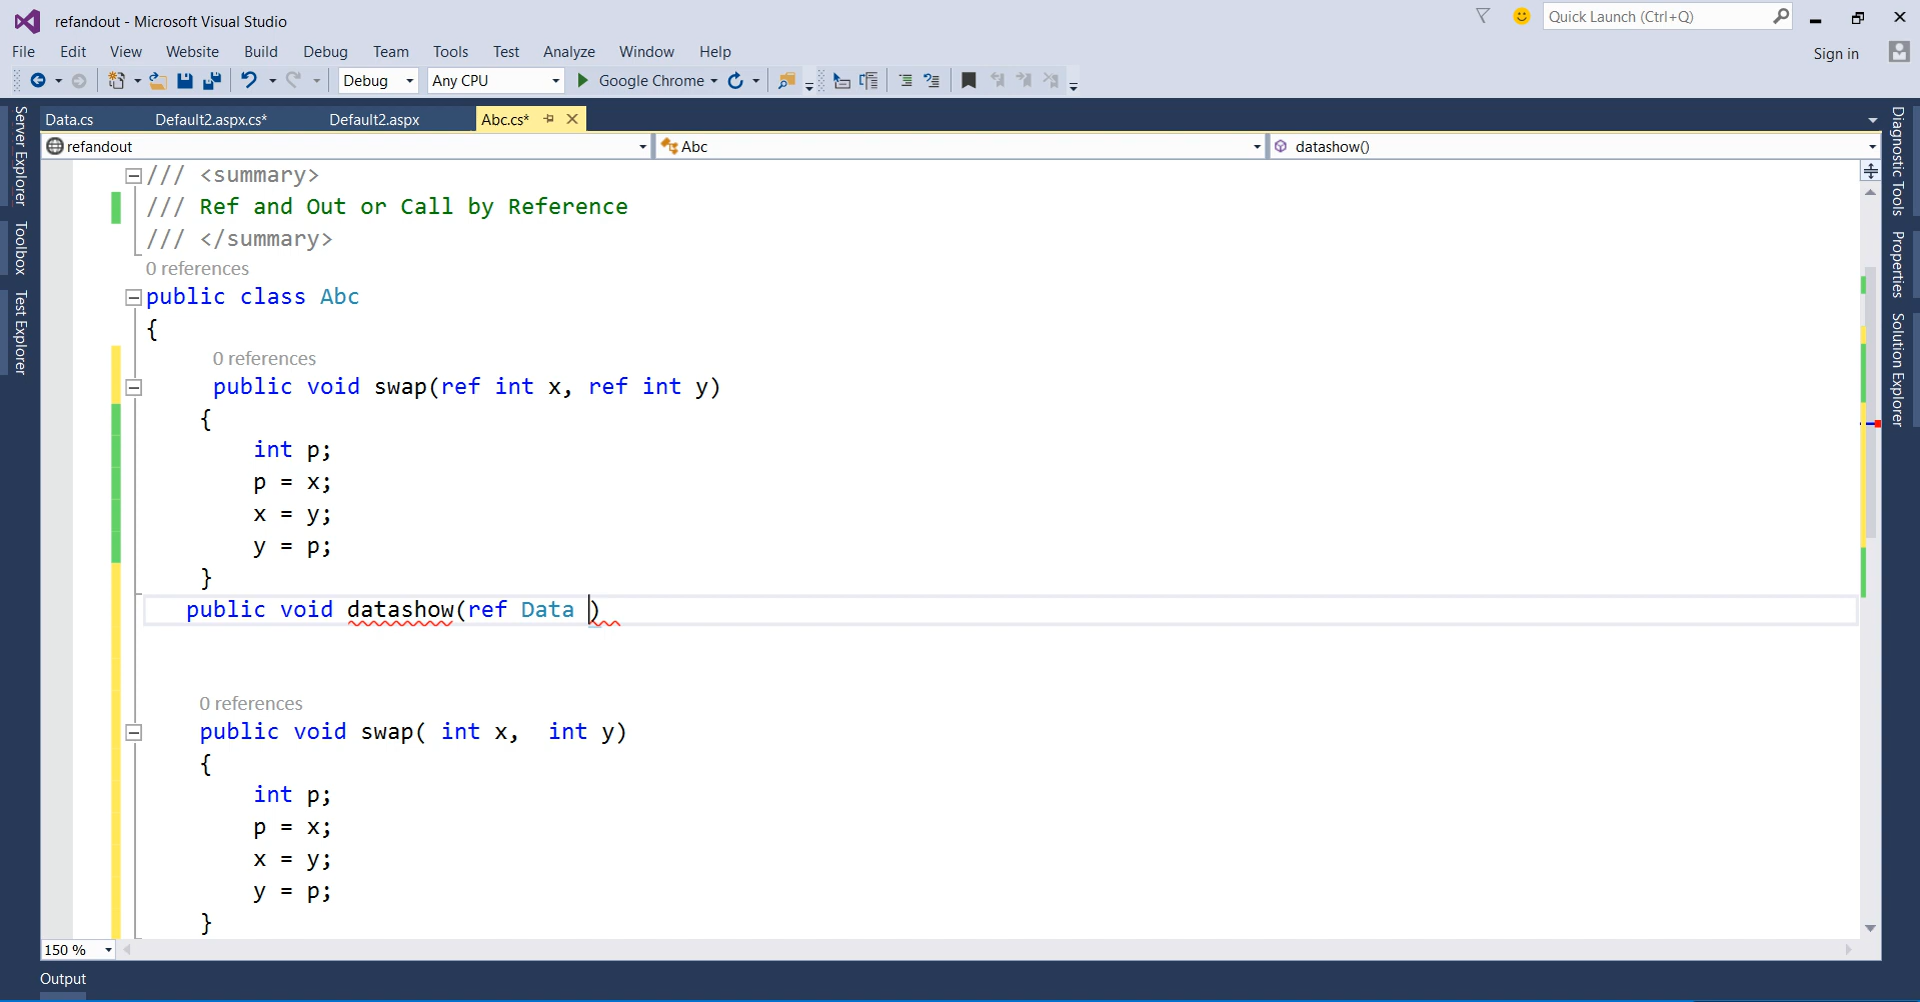 refandout - Microsoft Visual Studio
Quick Launch (Ctrl+Q)
File Edit View Website Build Debug Team Tools Test Analyze Window Help
Sign in
Debug Any CPU Google Chrome
Data.cs Default2.aspx.cs* Default2.aspx Abc.cs*
refandout Abc datashow()
Server Explorer
Toolbox
Test Explorer
/// <summary>
/// Ref and Out or Call by Reference
/// </summary>
0 references
public class Abc
{
0 references
public void swap(ref int x, ref int y)
{
int p;
p = x;
x = y;
y = p;
}
public void datashow(ref Data )
0 references
public void swap( int x,  int y)
{
int p;
p = x;
x = y;
y = p;
}
Diagnostic Tools
Properties
Solution Explorer
150 %
Output